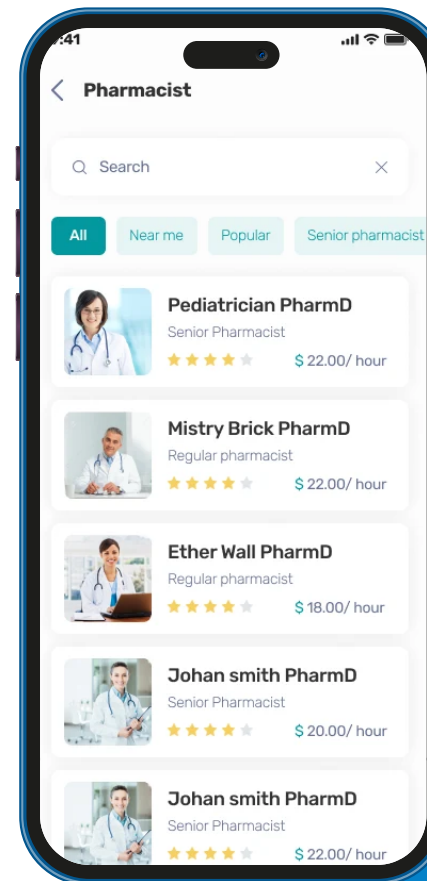 :41
Pharmacist
Search
All Near me Popular Senior pharmacist
Pediatrician PharmD
Senior Pharmacist
$ 22.00/ hour
Mistry Brick PharmD
Regular pharmacist
$ 22.00/ hour
Ether Wall PharmD
Regular pharmacist
$ 18.00/ hour
Johan smith PharmD
Senior Pharmacist
$ 20.00/ hour
Johan smith PharmD
Senior Pharmacist
$ 22.00/ hour